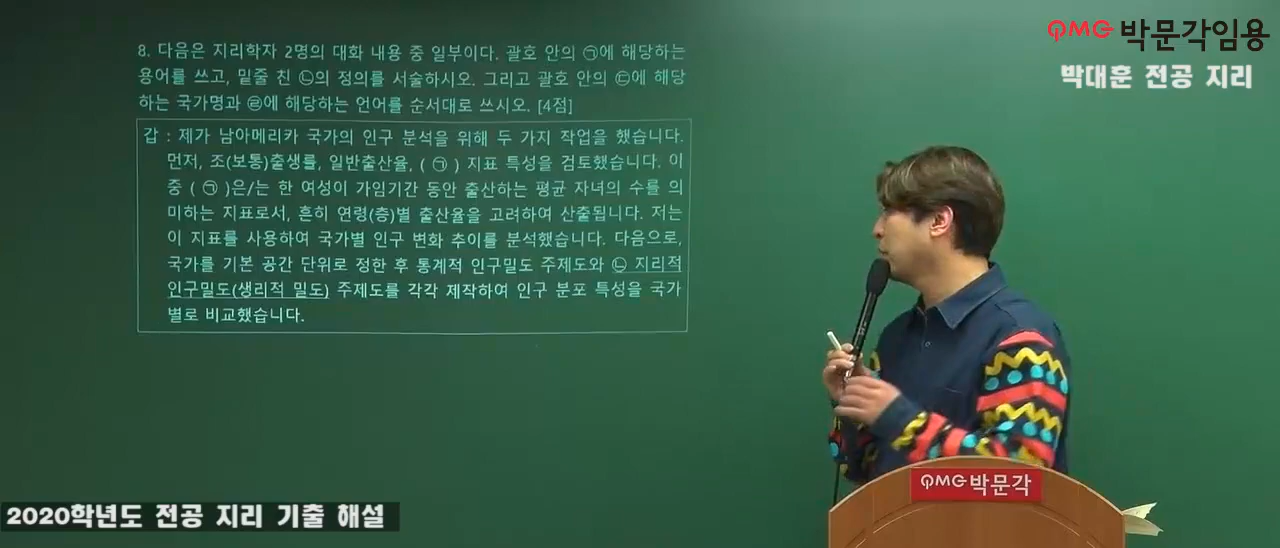 8. 다음은 지리학자 2명의 대화 내용 중 일부이다. 괄호 안의 ㉠에 해당하는
용어를 쓰고, 밑줄 친 ㉡의 정의를 서술하시오. 그리고 괄호 안의 ㉢에 해당
하는 국가명과 ㉣에 해당하는 언어를 순서대로 쓰시오. [4점]
갑 : 제가 남아메리카 국가의 인구 분석을 위해 두 가지 작업을 했습니다.
먼저, 조(보통)출생률, 일반출산율, ( ㉠ ) 지표 특성을 검토했습니다. 이
중 ( ㉠ )은/는 한 여성이 가임기간 동안 출산하는 평균 자녀의 수를 의
미하는 지표로서, 흔히 연령(층)별 출산율을 고려하여 산출됩니다. 저는
이 지표를 사용하여 국가별 인구 변화 추이를 분석했습니다. 다음으로,
국가를 기본 공간 단위로 정한 후 통계적 인구밀도 주제도와 ㉡ 지리적
인구밀도(생리적 밀도) 주제도를 각각 제작하여 인구 분포 특성을 국가
별로 비교했습니다.
PMG 박문각임용
박대훈 전공 지리
PMG 박문각
2020학년도 전공 지리 기출 해설